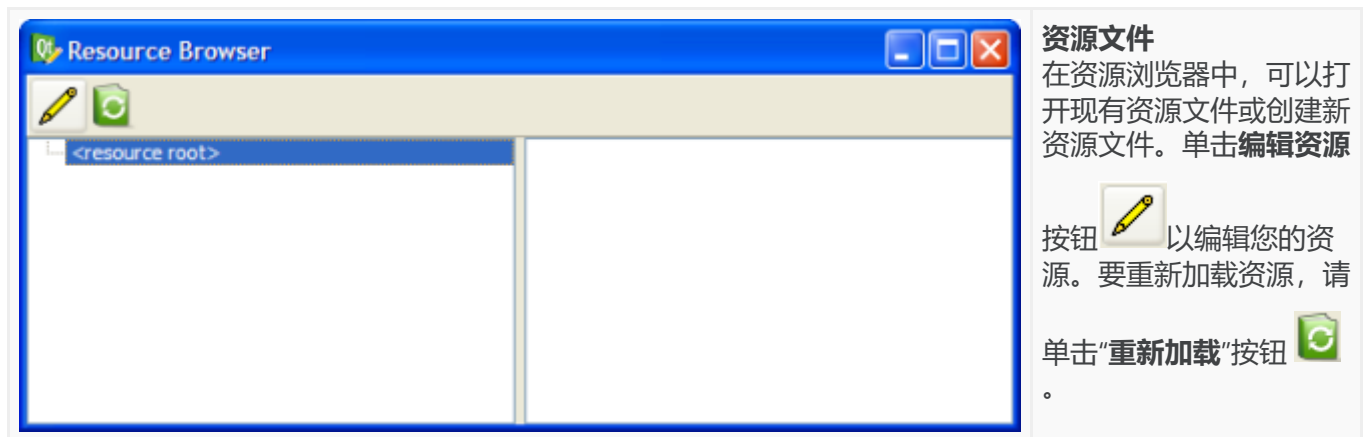 Resource Browser
<resource root>
资源文件
在资源浏览器中，可以打
开现有资源文件或创建新
资源文件。单击编辑资源
按钮 以编辑您的资
源。要重新加载资源，请
单击“重新加载”按钮
。